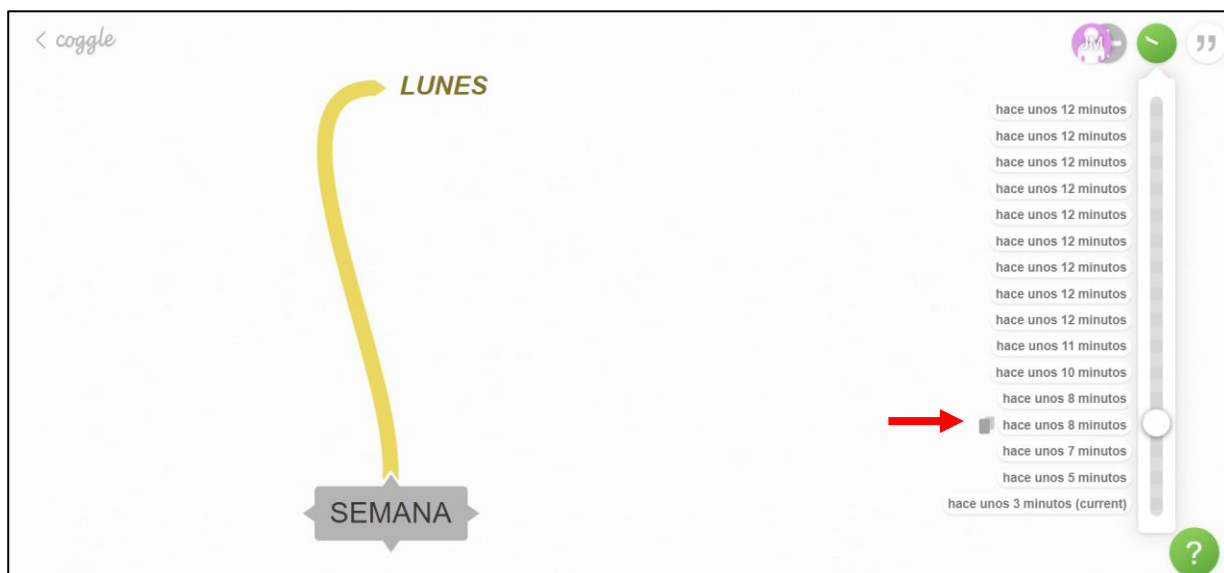 < coggle
JM
LUNES
hace unos 12 minutos
hace unos 12 minutos
hace unos 12 minutos
hace unos 12 minutos
hace unos 12 minutos
hace unos 12 minutos
hace unos 12 minutos
hace unos 12 minutos
hace unos 12 minutos
hace unos 11 minutos
hace unos 10 minutos
hace unos 8 minutos
hace unos 8 minutos
hace unos 7 minutos
hace unos 5 minutos
hace unos 3 minutos (current)
SEMANA
?